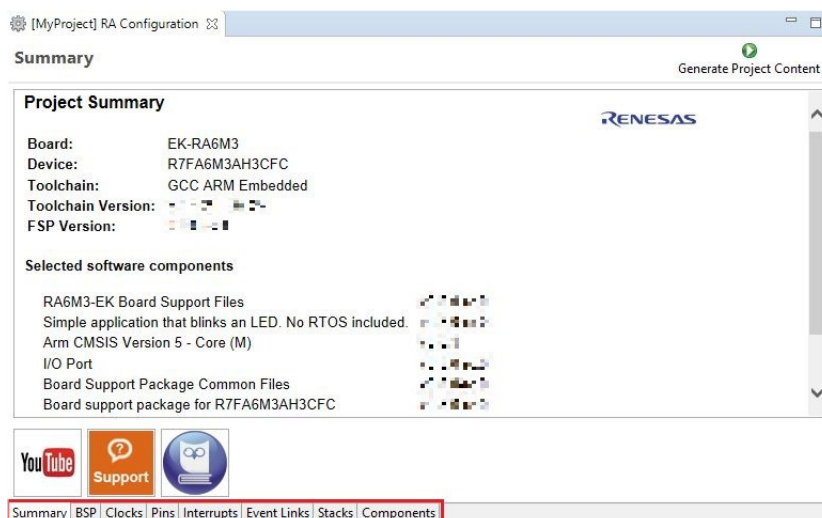 [MyProject] RA Configuration
Summary
Generate Project Content
Project Summary
RENESAS
Board: EK-RA6M3
Device: R7FA6M3AH3CFC
Toolchain: GCC ARM Embedded
Toolchain Version:
FSP Version:
Selected software components
RA6M3-EK Board Support Files
Simple application that blinks an LED. No RTOS included.
Arm CMSIS Version 5 - Core (M)
I/O Port
Board Support Package Common Files
Board support package for R7FA6M3AH3CFC
YouTube
Support
Summary BSP Clocks Pins Interrupts Event Links Stacks Components